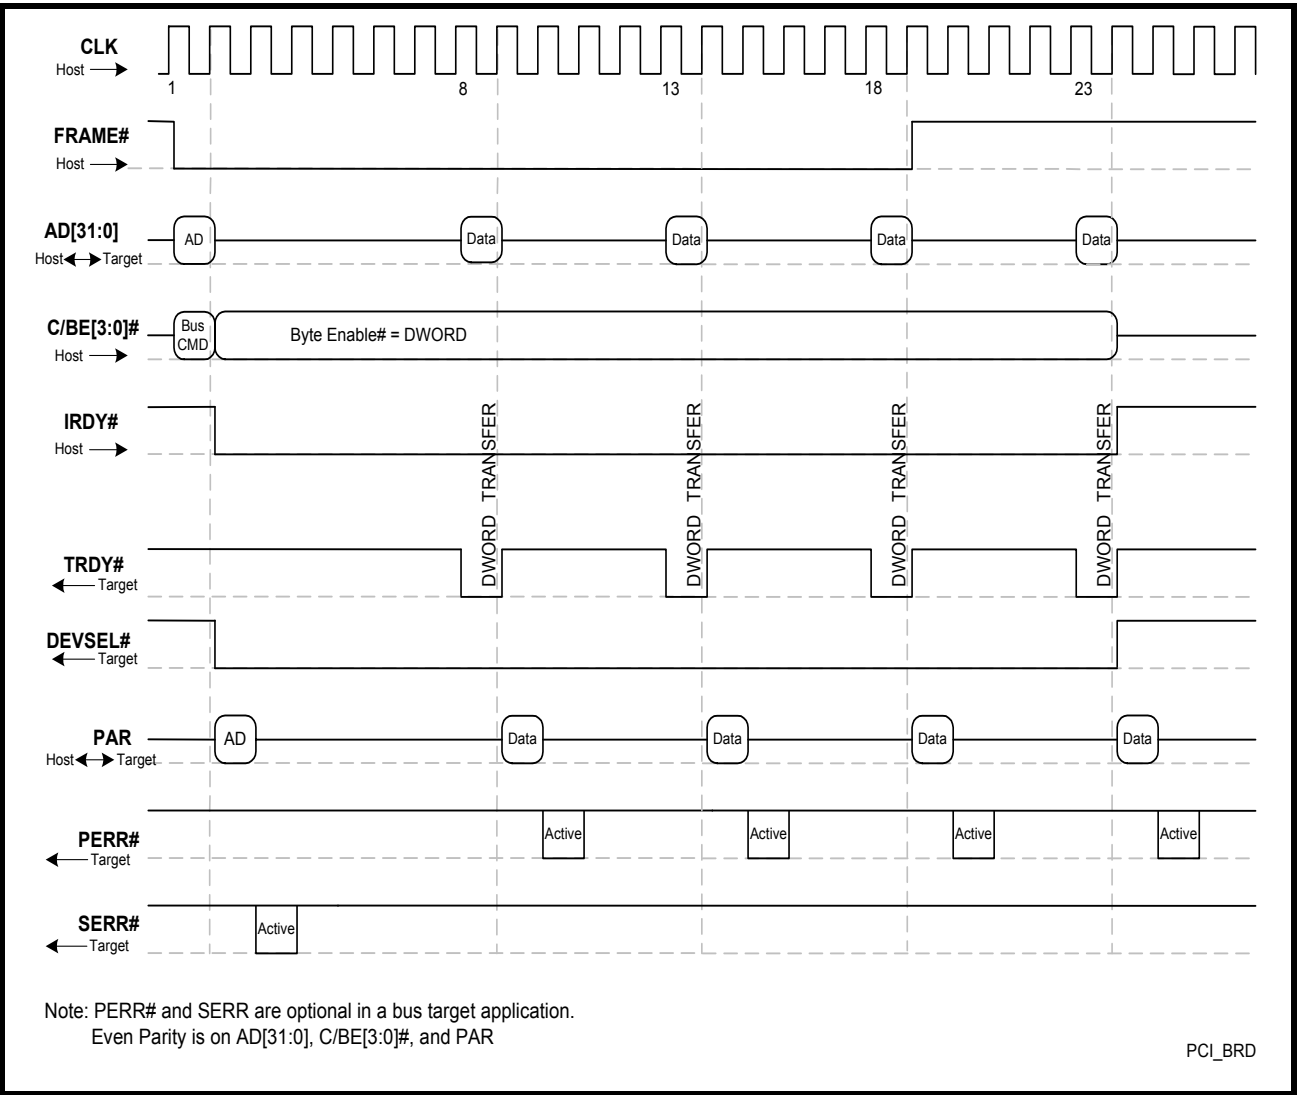 CLK
Host
1 8 13 18 23
FRAME#
Host
AD[31:0]
Host Target
AD Data Data Data Data
C/BE[3:0]#
Host
Bus
CMD
Byte Enable# = DWORD
IRDY#
Host
DWORD TRANSFER
DWORD TRANSFER
DWORD TRANSFER
DWORD TRANSFER
TRDY#
Target
DEVSEL#
Target
PAR
Host Target
AD Data Data Data Data
PERR#
Target
Active Active Active Active
SERR#
Target
Active
Note: PERR# and SERR are optional in a bus target application.
Even Parity is on AD[31:0], C/BE[3:0]#, and PAR
PCI_BRD